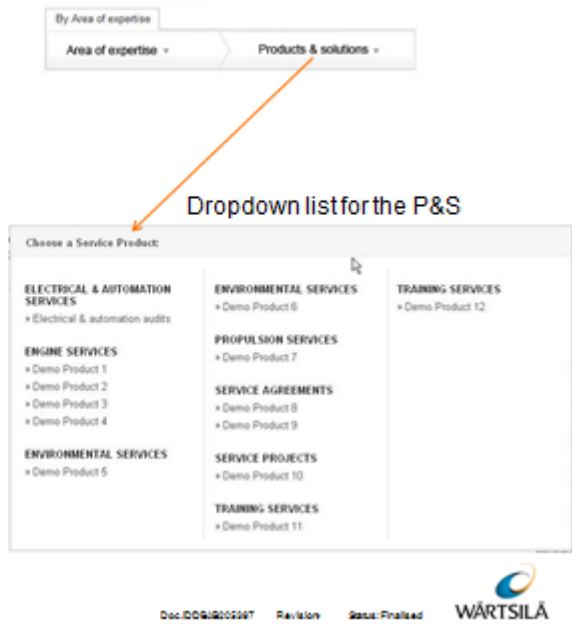 By Area of expertise
Area of expertise
Products & solutions
Dropdown list for the P&S
Choose a Service Product:
ELECTRICAL & AUTOMATION
SERVICES
» Electrical & automation audits
ENGINE SERVICES
» Demo Product 1
» Demo Product 2
» Demo Product 3
» Demo Product 4
ENVIRONMENTAL SERVICES
» Demo Product 5
ENVIRONMENTAL SERVICES
» Demo Product 6
PROPULSION SERVICES
» Demo Product 7
SERVICE AGREEMENTS
» Demo Product 8
» Demo Product 9
SERVICE PROJECTS
» Demo Product 10
TRAINING SERVICES
» Demo Product 11
TRAINING SERVICES
» Demo Product 12
Revision Status: Finalised
WÄRTSILÄ